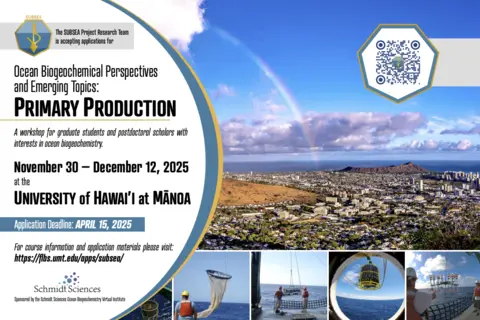 The SUBSEA Project Research Team
is accepting applications for
Ocean Biogeochemical Perspectives
and Emerging Topics:
PRIMARY PRODUCTION
A workshop for graduate students and postdoctoral scholars with
interests in ocean biogeochemistry.
November 30 – December 12, 2025
at the
UNIVERSITY OF HAWAI'I AT MĀNOA
Application Deadline: APRIL 15, 2025
For course information and application materials please visit:
https://flbs.umt.edu/apps/subsea/
Schmidt Sciences
Sponsored by the Schmidt Sciences Ocean Biogeochemistry Virtual Institute